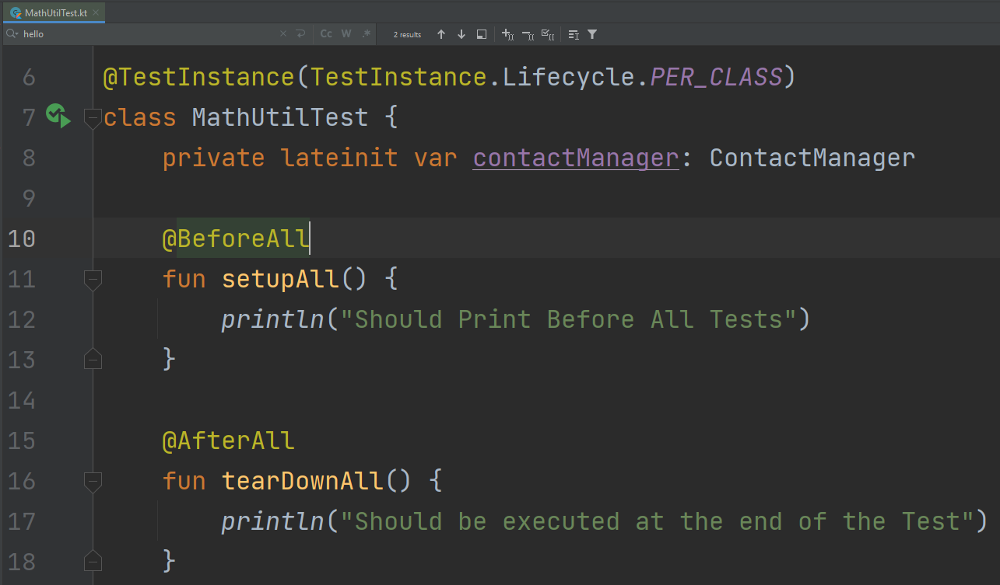 MathUtilTest.kt
hello
Cc W .* 2 results
6 @TestInstance(TestInstance.Lifecycle.PER_CLASS)
7 class MathUtilTest {
8 private lateinit var contactManager: ContactManager
9
10 @BeforeAll
11 fun setupAll() {
12 println("Should Print Before All Tests")
13 }
14
15 @AfterAll
16 fun tearDownAll() {
17 println("Should be executed at the end of the Test")
18 }